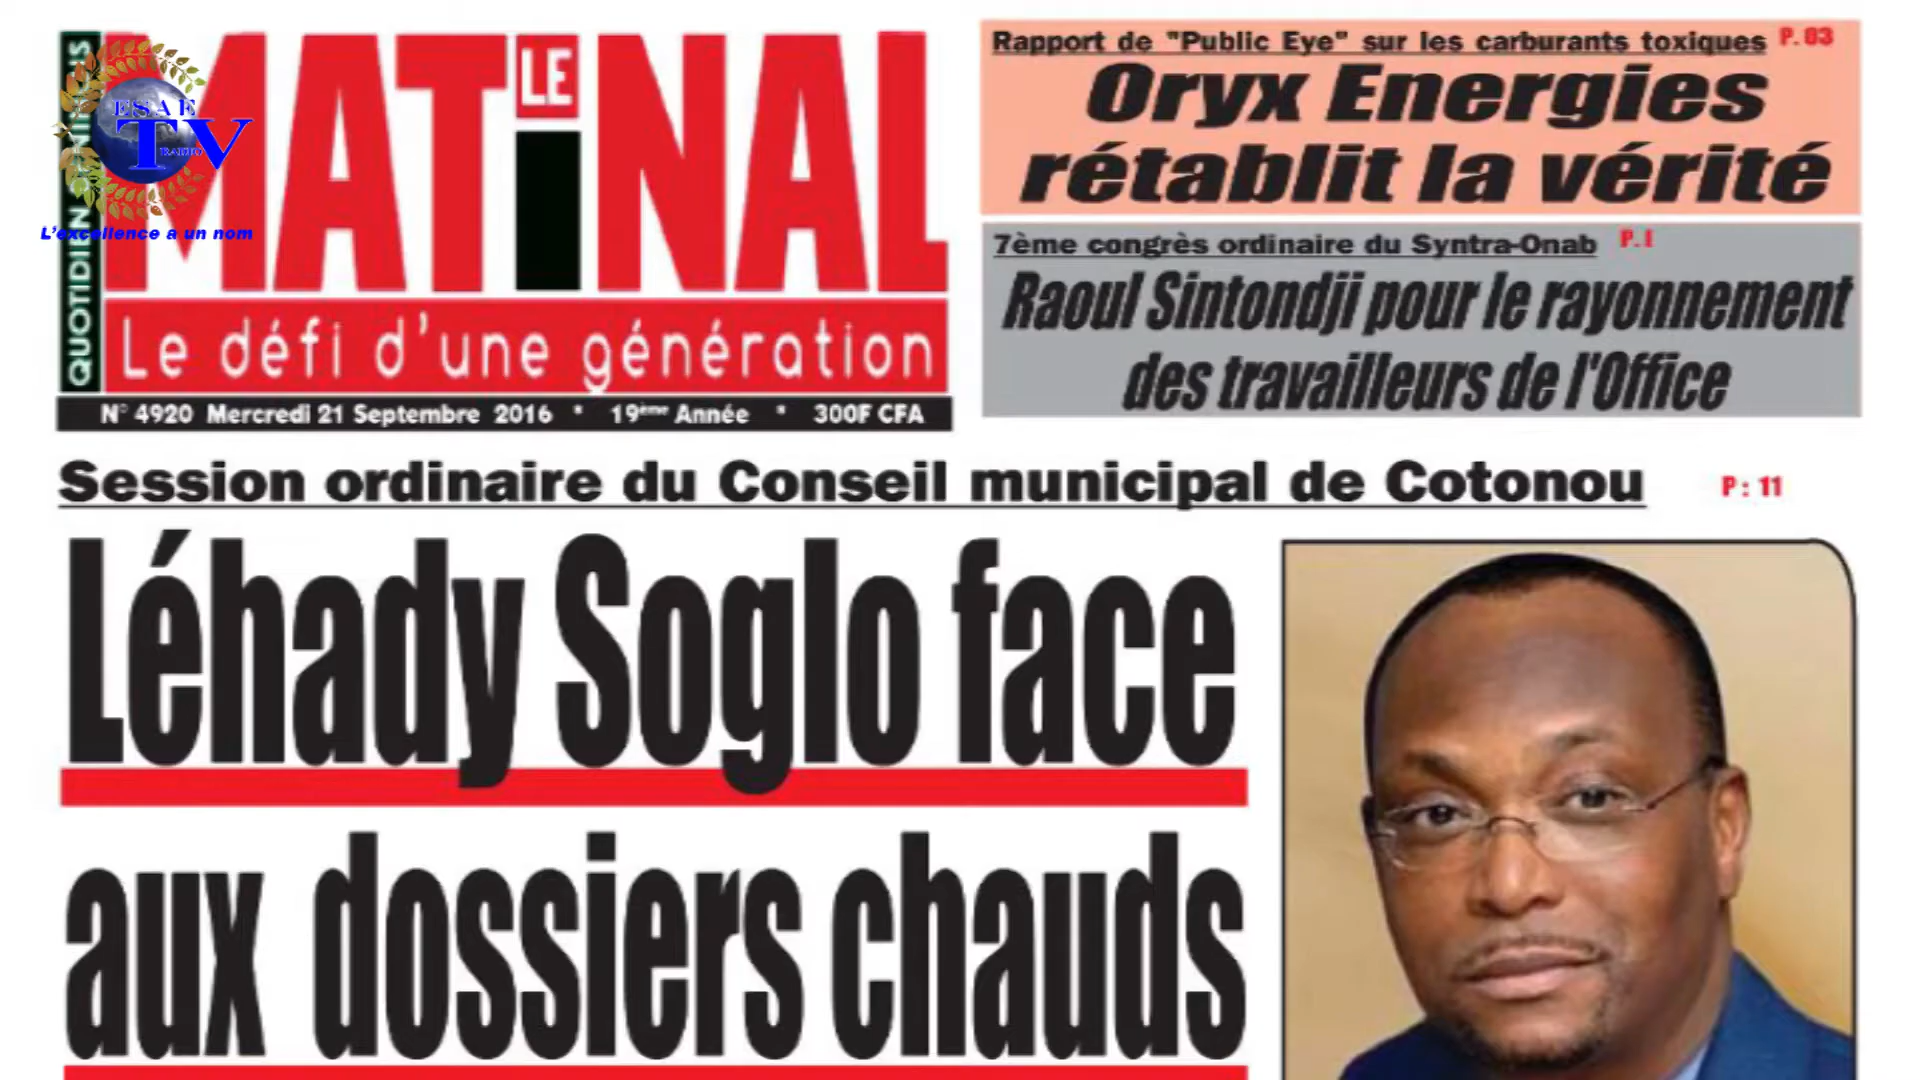 QUOTIDIEN BÉNINOIS
LE
MATiNAL
Le défi d'une génération
N° 4920 Mercredi 21 Septembre 2016 * 19ème Année * 300F CFA
ESAE
TV
RADIO
L'excellence a un nom
Rapport de "Public Eye" sur les carburants toxiques P. 03
Oryx Energies
rétablit la vérité
7ème congrès ordinaire du Syntra-Onab P. I
Raoul Sintondji pour le rayonnement
des travailleurs de l'Office
Session ordinaire du Conseil municipal de Cotonou P : 11
Léhady Soglo face
aux dossiers chauds